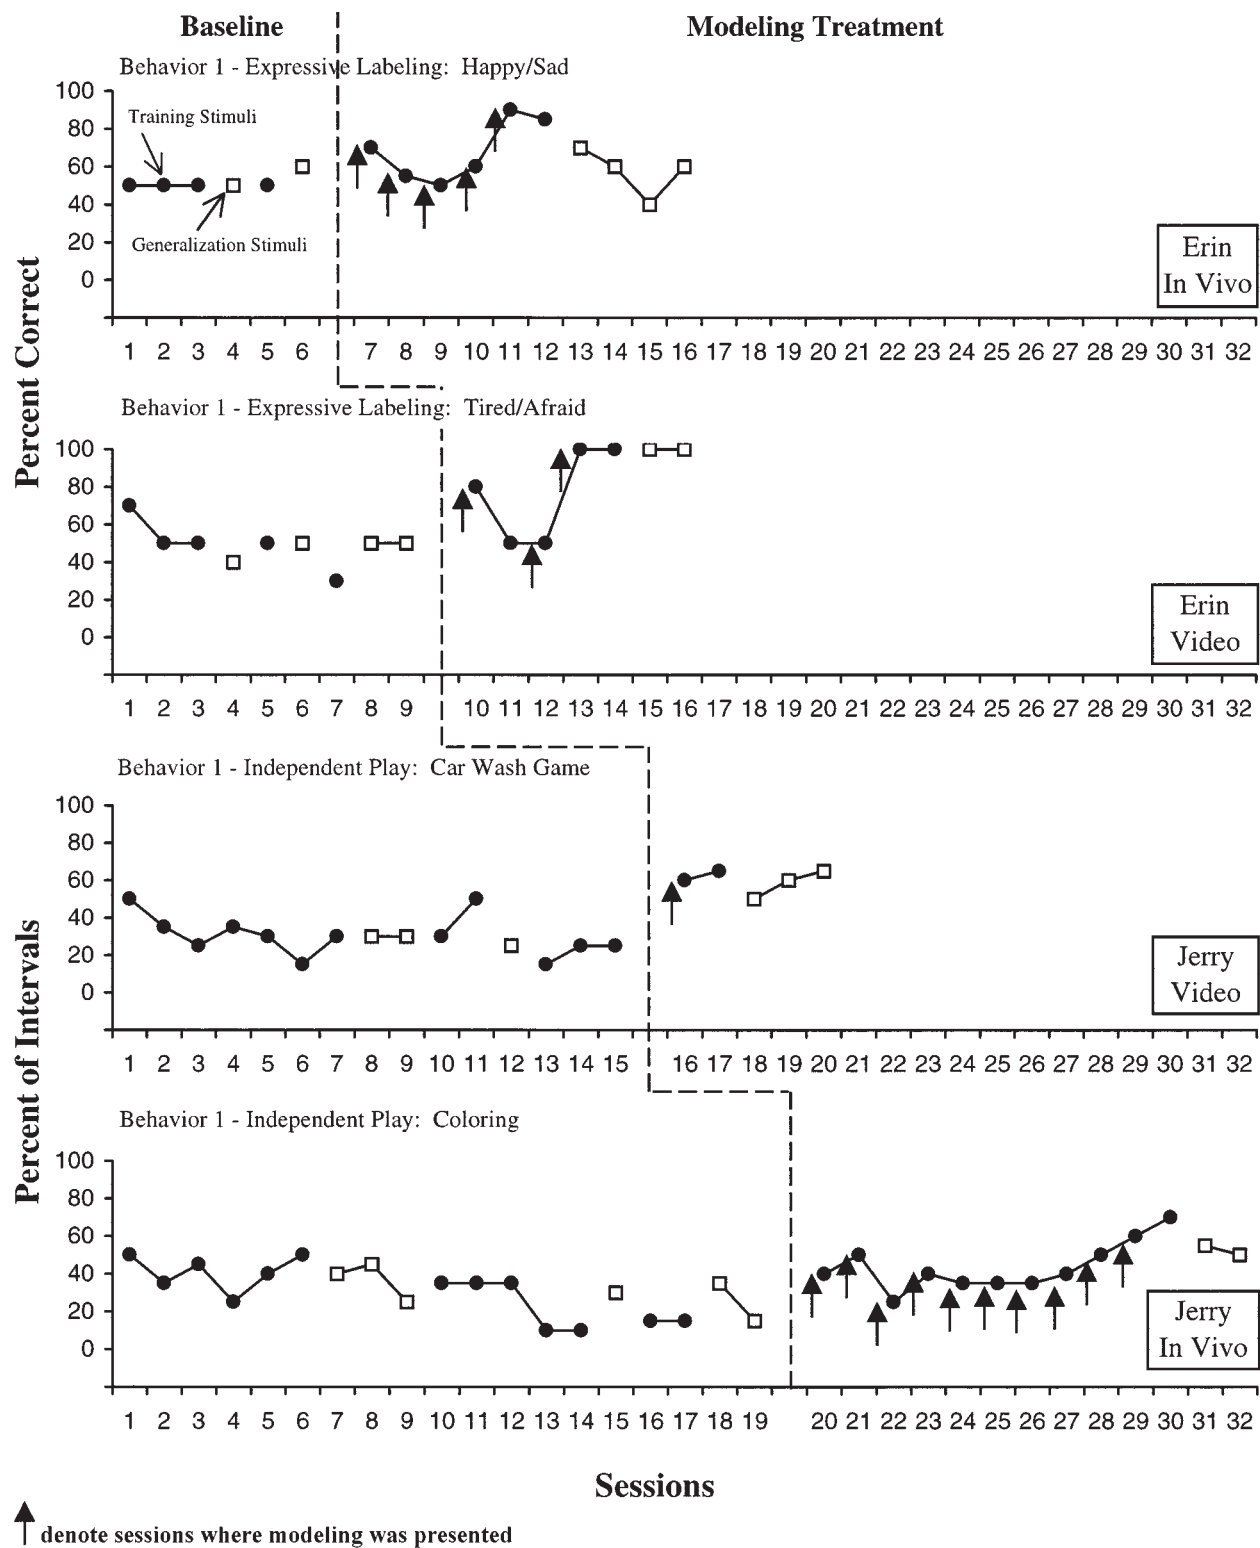 Baseline
Modeling Treatment
Behavior 1 - Expressive Labeling: Happy/Sad
100
80
60
40
20
0
Training Stimuli
Generalization Stimuli
Erin
In Vivo
1 2 3 4 5 6 7 8 9 10 11 12 13 14 15 16 17 18 19 20 21 22 23 24 25 26 27 28 29 30 31 32
Percent Correct
Behavior 1 - Expressive Labeling: Tired/Afraid
100
80
60
40
20
0
Erin
Video
1 2 3 4 5 6 7 8 9 10 11 12 13 14 15 16 17 18 19 20 21 22 23 24 25 26 27 28 29 30 31 32
Behavior 1 - Independent Play: Car Wash Game
100
80
60
40
20
0
Jerry
Video
1 2 3 4 5 6 7 8 9 10 11 12 13 14 15 16 17 18 19 20 21 22 23 24 25 26 27 28 29 30 31 32
Percent of Intervals
Behavior 1 - Independent Play: Coloring
100
80
60
40
20
0
Jerry
In Vivo
1 2 3 4 5 6 7 8 9 10 11 12 13 14 15 16 17 18 19 20 21 22 23 24 25 26 27 28 29 30 31 32
Sessions
denote sessions where modeling was presented